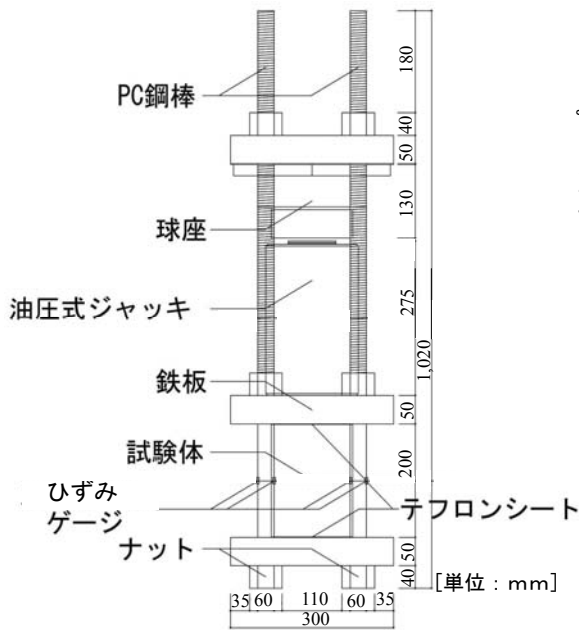 PC鋼棒
球座
油圧式ジャッキ
鉄板
試験体
ひずみ
ゲージ
ナット
テフロンシート
180
40
50
130
275
1,020
50
200
50
40
[単位：mm]
35 60 110 60 35
300